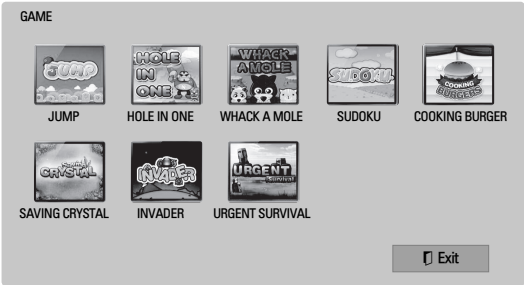 GAME
JUMP
HOLE IN ONE
WHACK A MOLE
SUDOKU
COOKING BURGERS
JUMP
HOLE IN ONE
WHACK A MOLE
SUDOKU
COOKING BURGER
CRYSTAL
INVADER
URGENT
Survival
SAVING CRYSTAL
INVADER
URGENT SURVIVAL
Exit